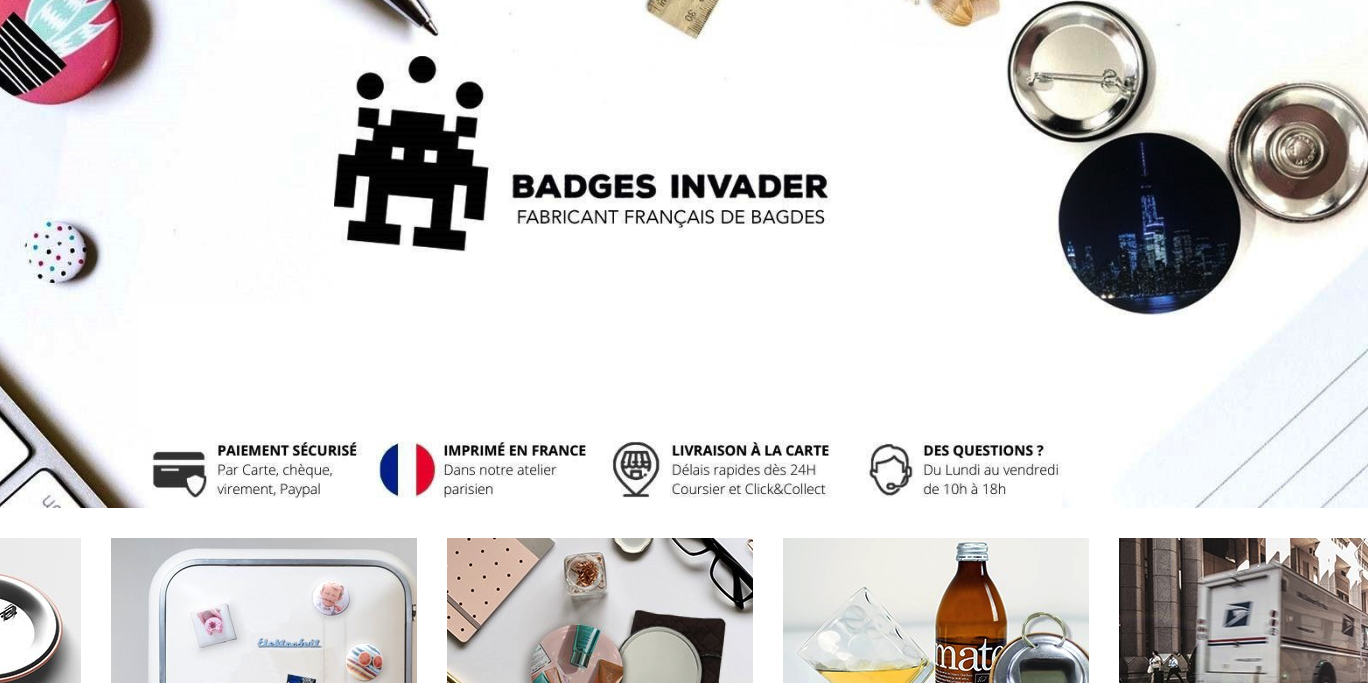 BADGES INVADER
FABRICANT FRANÇAIS DE BAGDES
PAIEMENT SÉCURISÉ
Par Carte, chèque,
virement, Paypal
IMPRIMÉ EN FRANCE
Dans notre atelier
parisien
LIVRAISON À LA CARTE
Délais rapides dès 24H
Coursier et Click&Collect
DES QUESTIONS ?
Du Lundi au vendredi
de 10h à 18h
mate